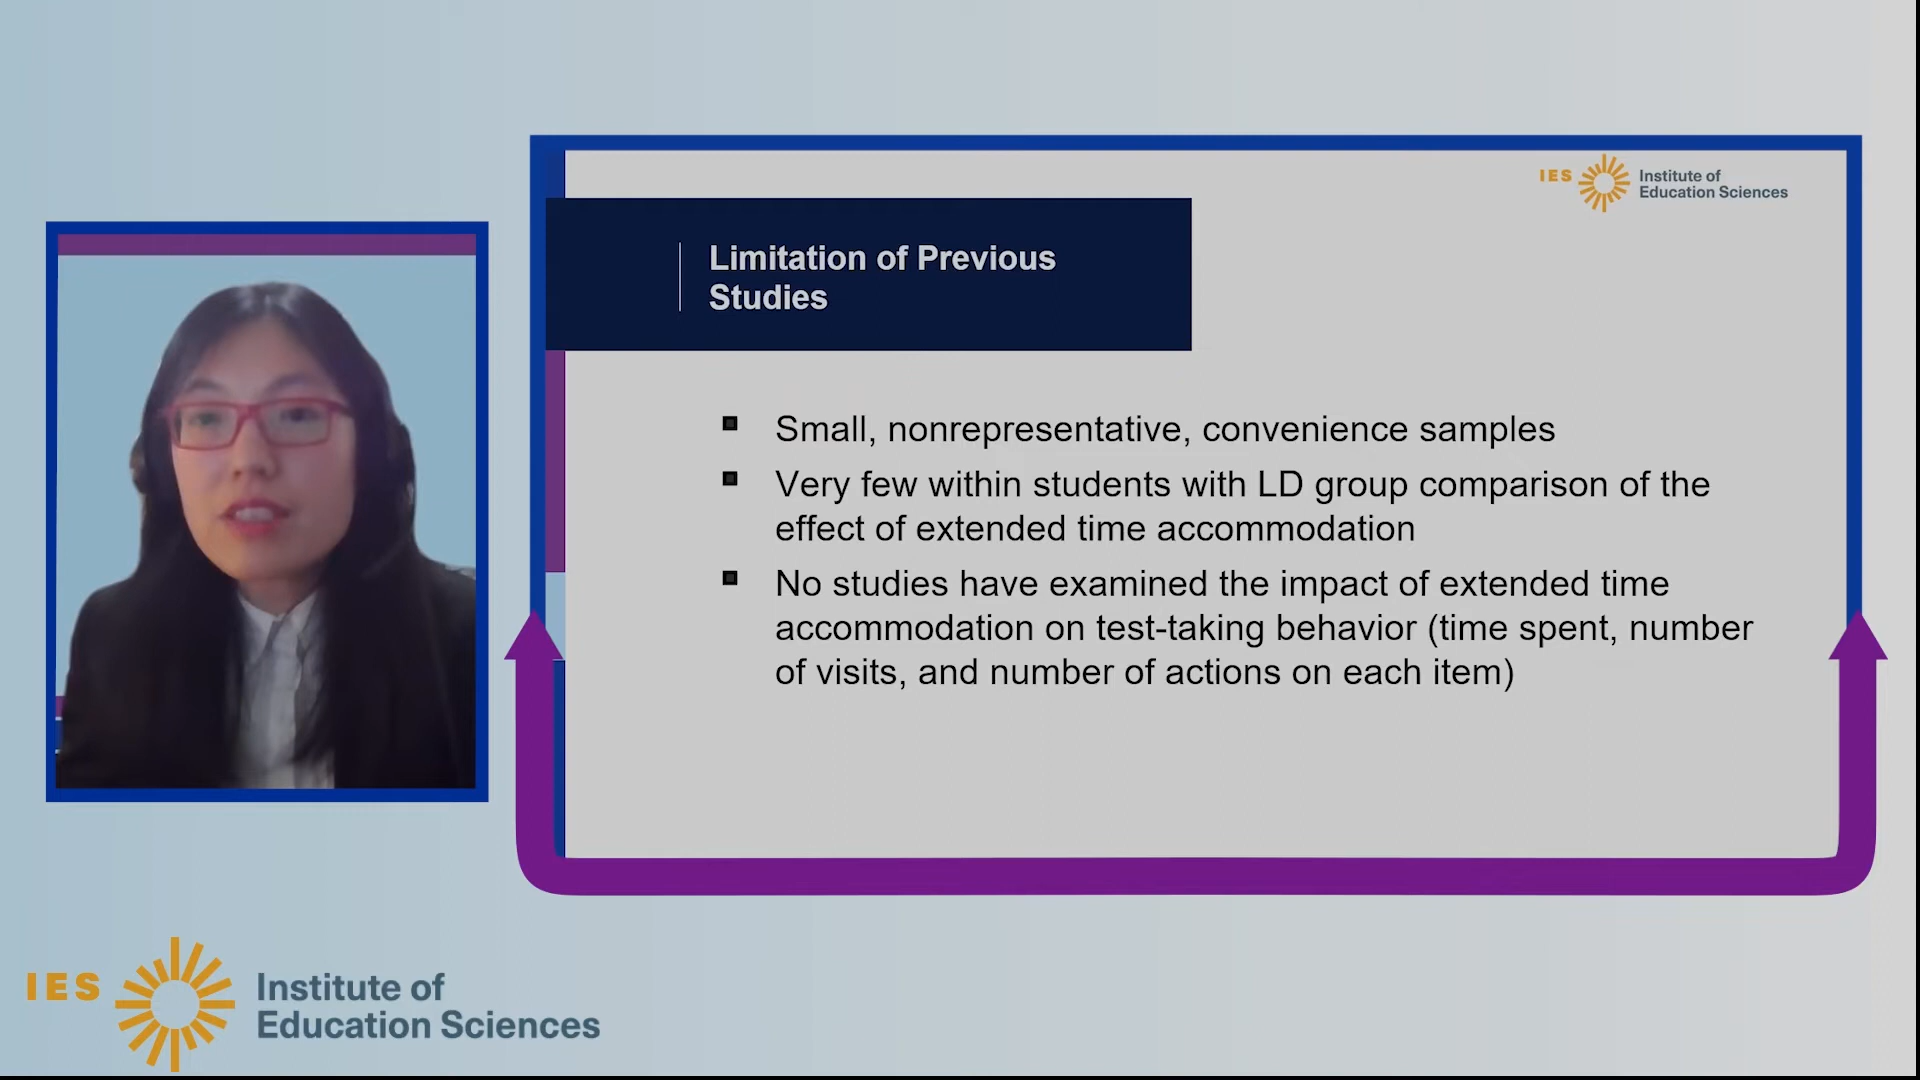 IES Institute of
Education Sciences
Limitation of Previous
Studies
Small, nonrepresentative, convenience samples
Very few within students with LD group comparison of the
effect of extended time accommodation
No studies have examined the impact of extended time
accommodation on test-taking behavior (time spent, number
of visits, and number of actions on each item)
IES Institute of
Education Sciences